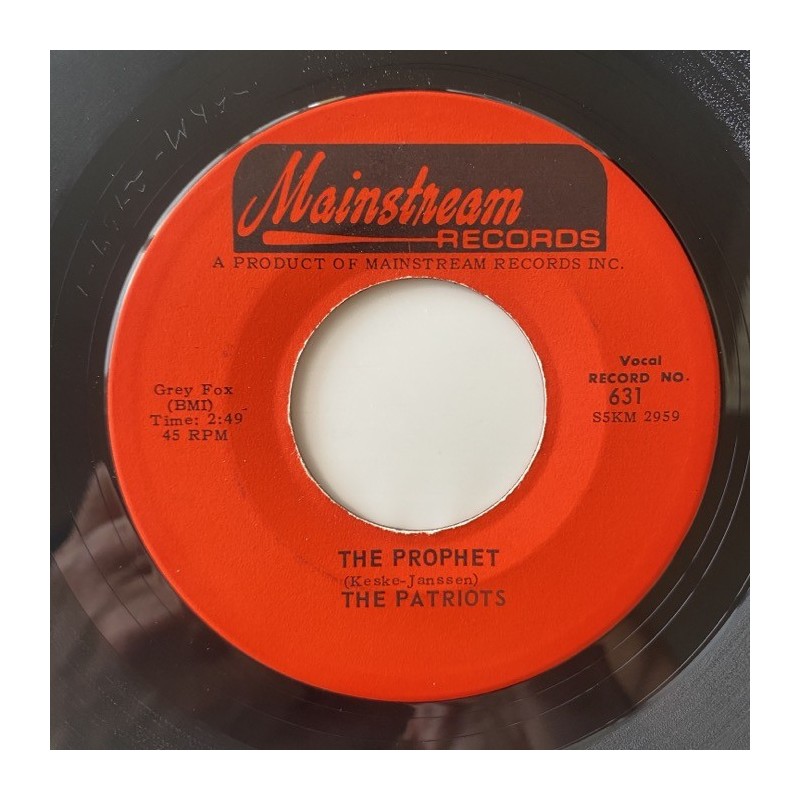 Mainstream
RECORDS
A PRODUCT OF MAINSTREAM RECORDS INC.
Grey Fox
(BMI)
Time: 2:49
45 RPM
Vocal
RECORD NO.
631
S5KM 2959
THE PROPHET
(Keske-Janssen)
THE PATRIOTS